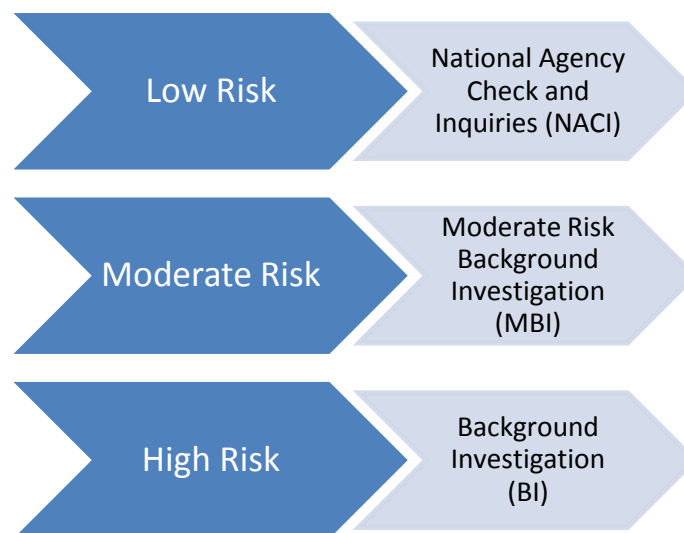 Low Risk
National Agency
Check and
Inquiries (NACI)
Moderate Risk
Moderate Risk
Background
Investigation
(MBI)
High Risk
Background
Investigation
(BI)